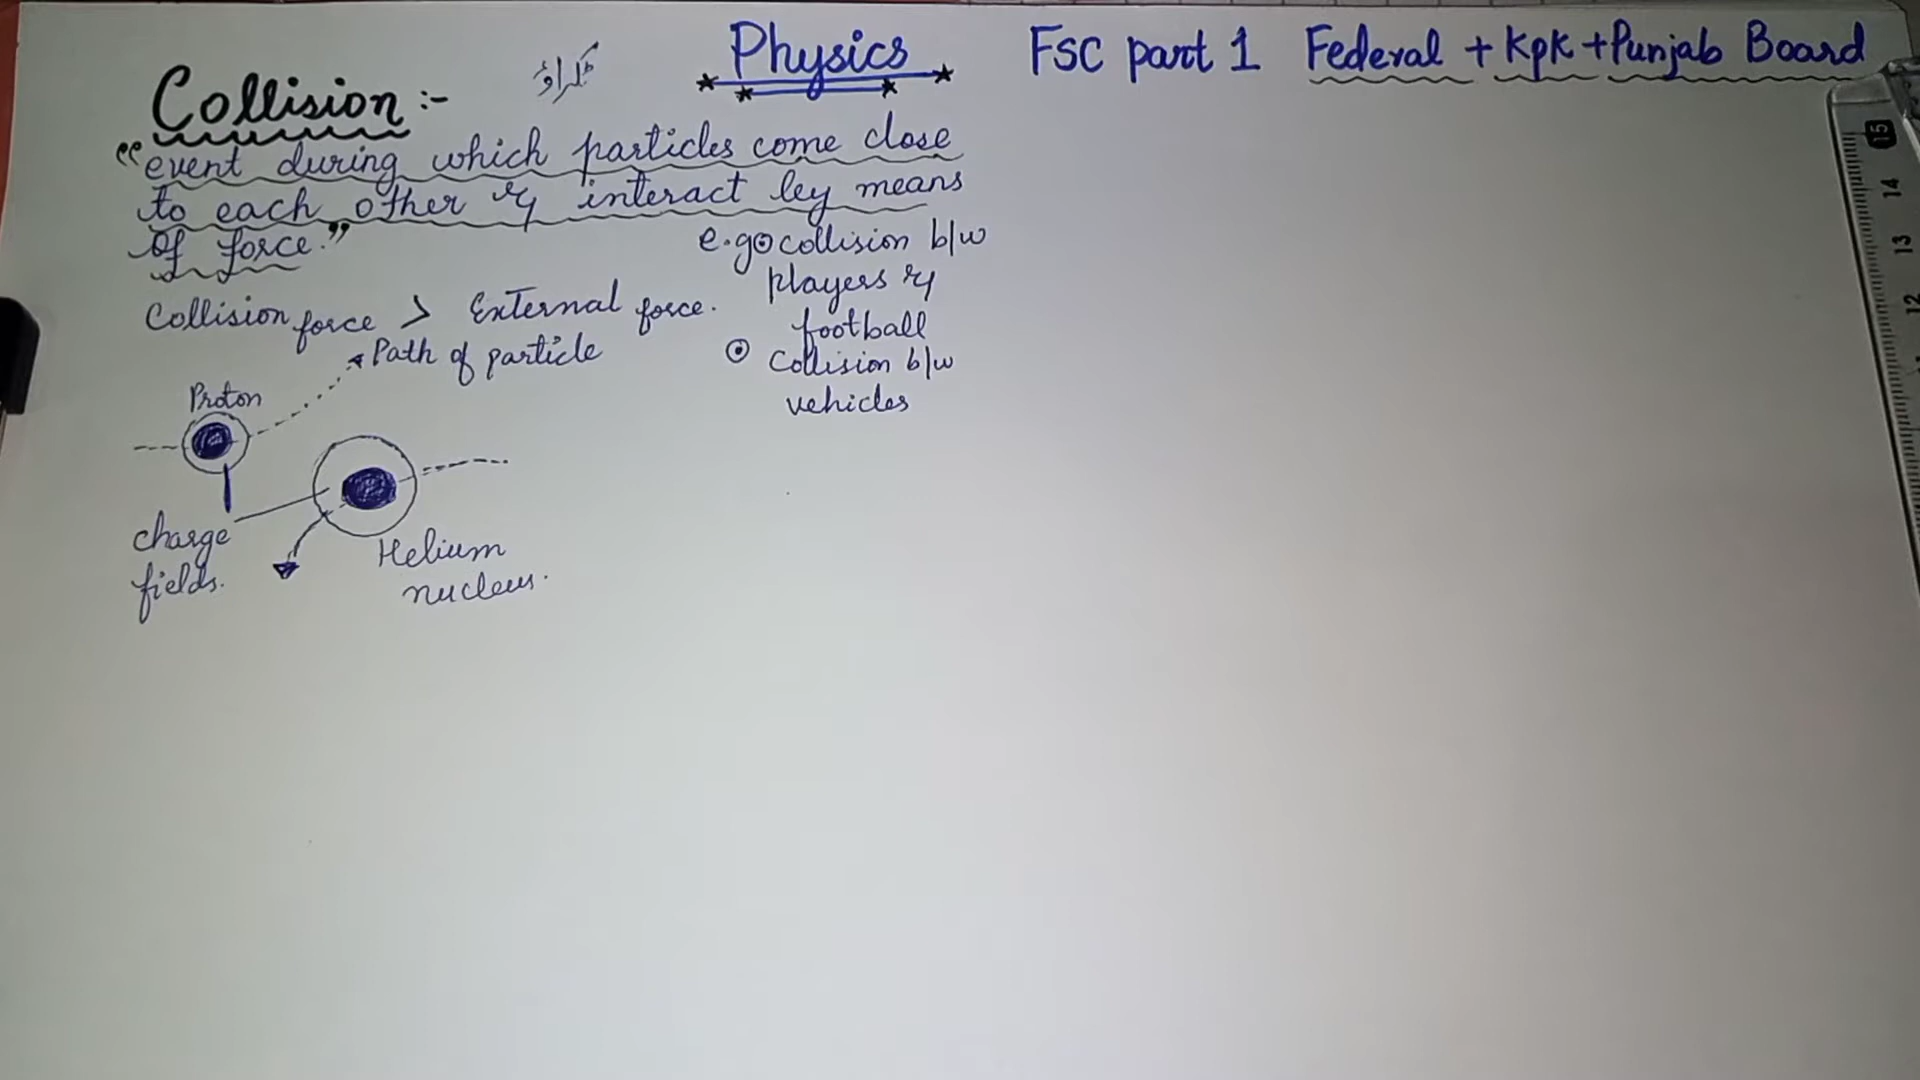 Physics FSC part 1 Federal + KPK + Punjab Board
Collision :- ٹکراؤ
"event during which particles come close
to each other & interact by means
of force."
e.g ⊙ collision b/w
players &
football
⊙ Collision b/w
vehicles
Collision force > External force.
Path of particle
Proton
charge
fields.
Helium
nucleus.
15
14
13
12